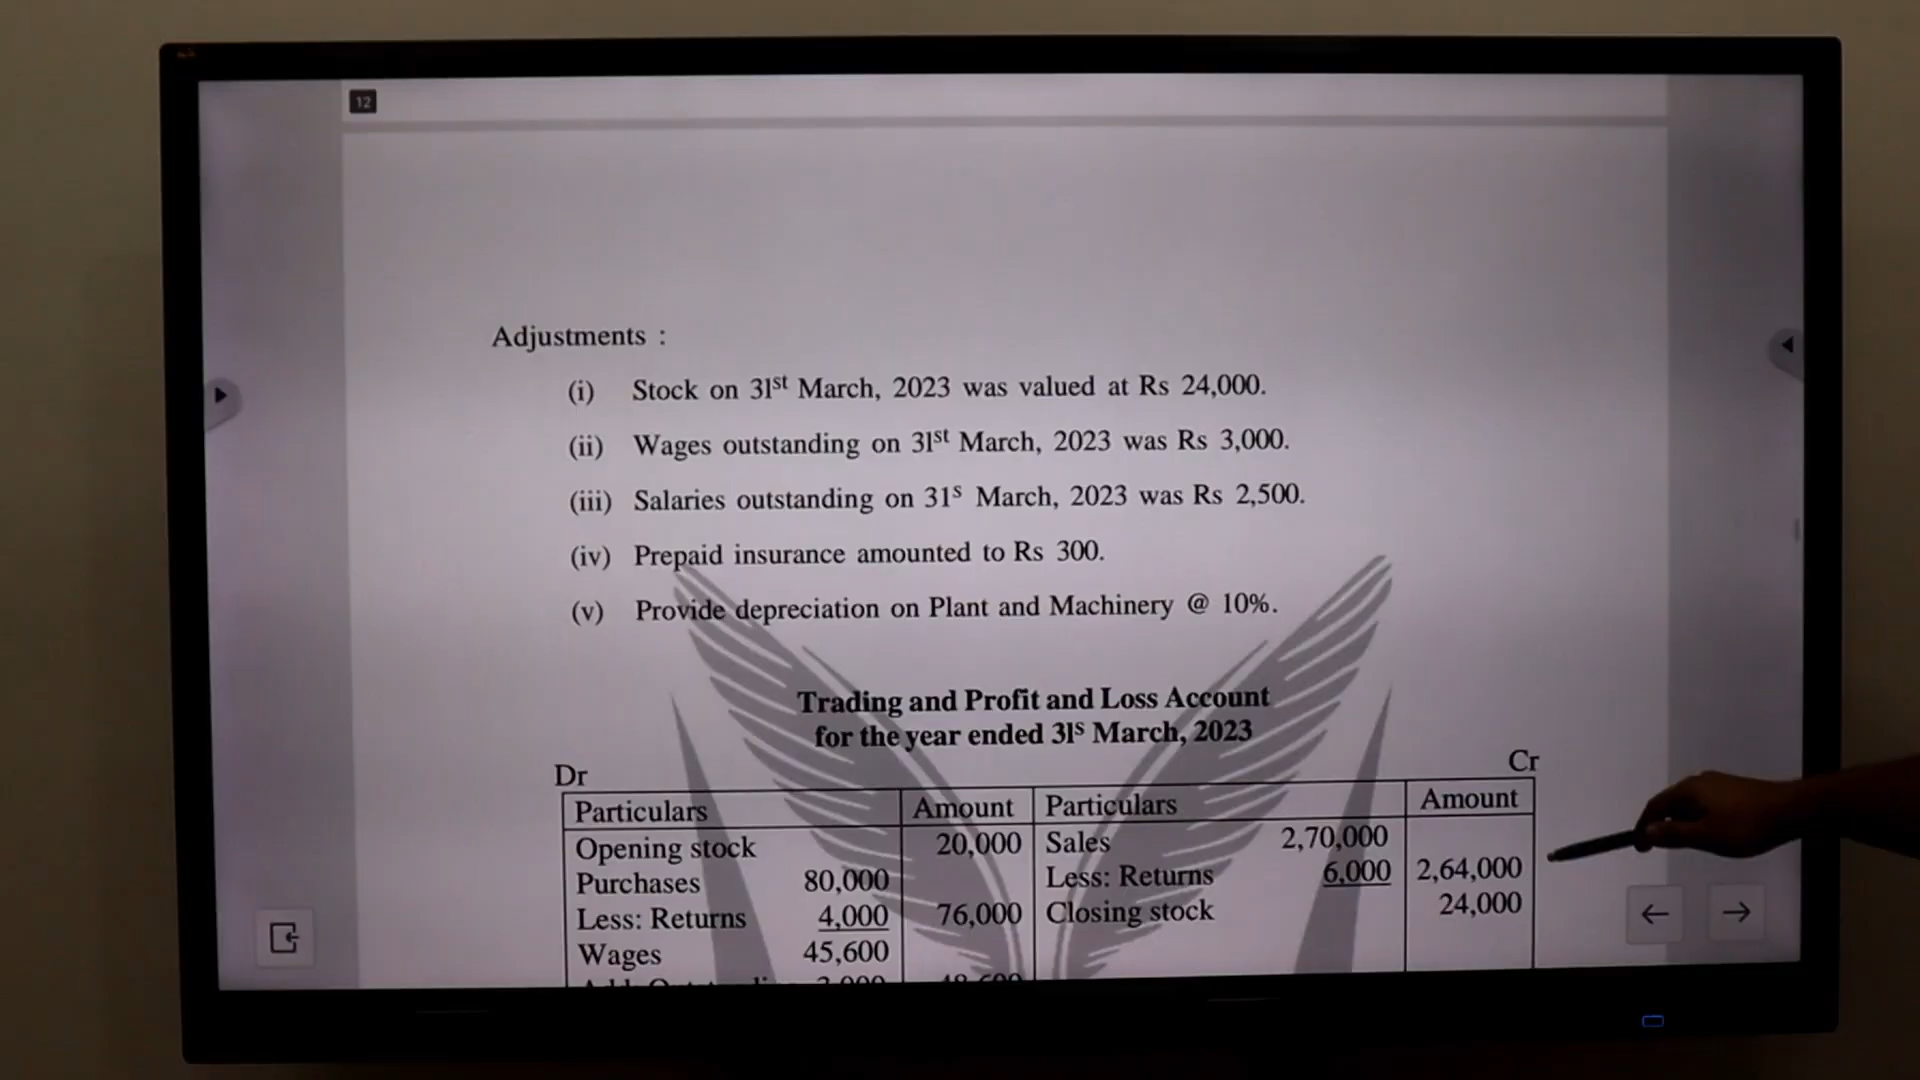 12
Adjustments :
(i) Stock on 31st March, 2023 was valued at Rs 24,000.
(ii) Wages outstanding on 31st March, 2023 was Rs 3,000.
(iii) Salaries outstanding on 31s March, 2023 was Rs 2,500.
(iv) Prepaid insurance amounted to Rs 300.
(v) Provide depreciation on Plant and Machinery @ 10%.
Trading and Profit and Loss Account
for the year ended 31s March, 2023
Dr Cr
Particulars Amount Particulars Amount
Opening stock 20,000 Sales 2,70,000
Purchases 80,000 Less: Returns 6,000 2,64,000
Less: Returns 4,000 76,000 Closing stock 24,000
Wages 45,600